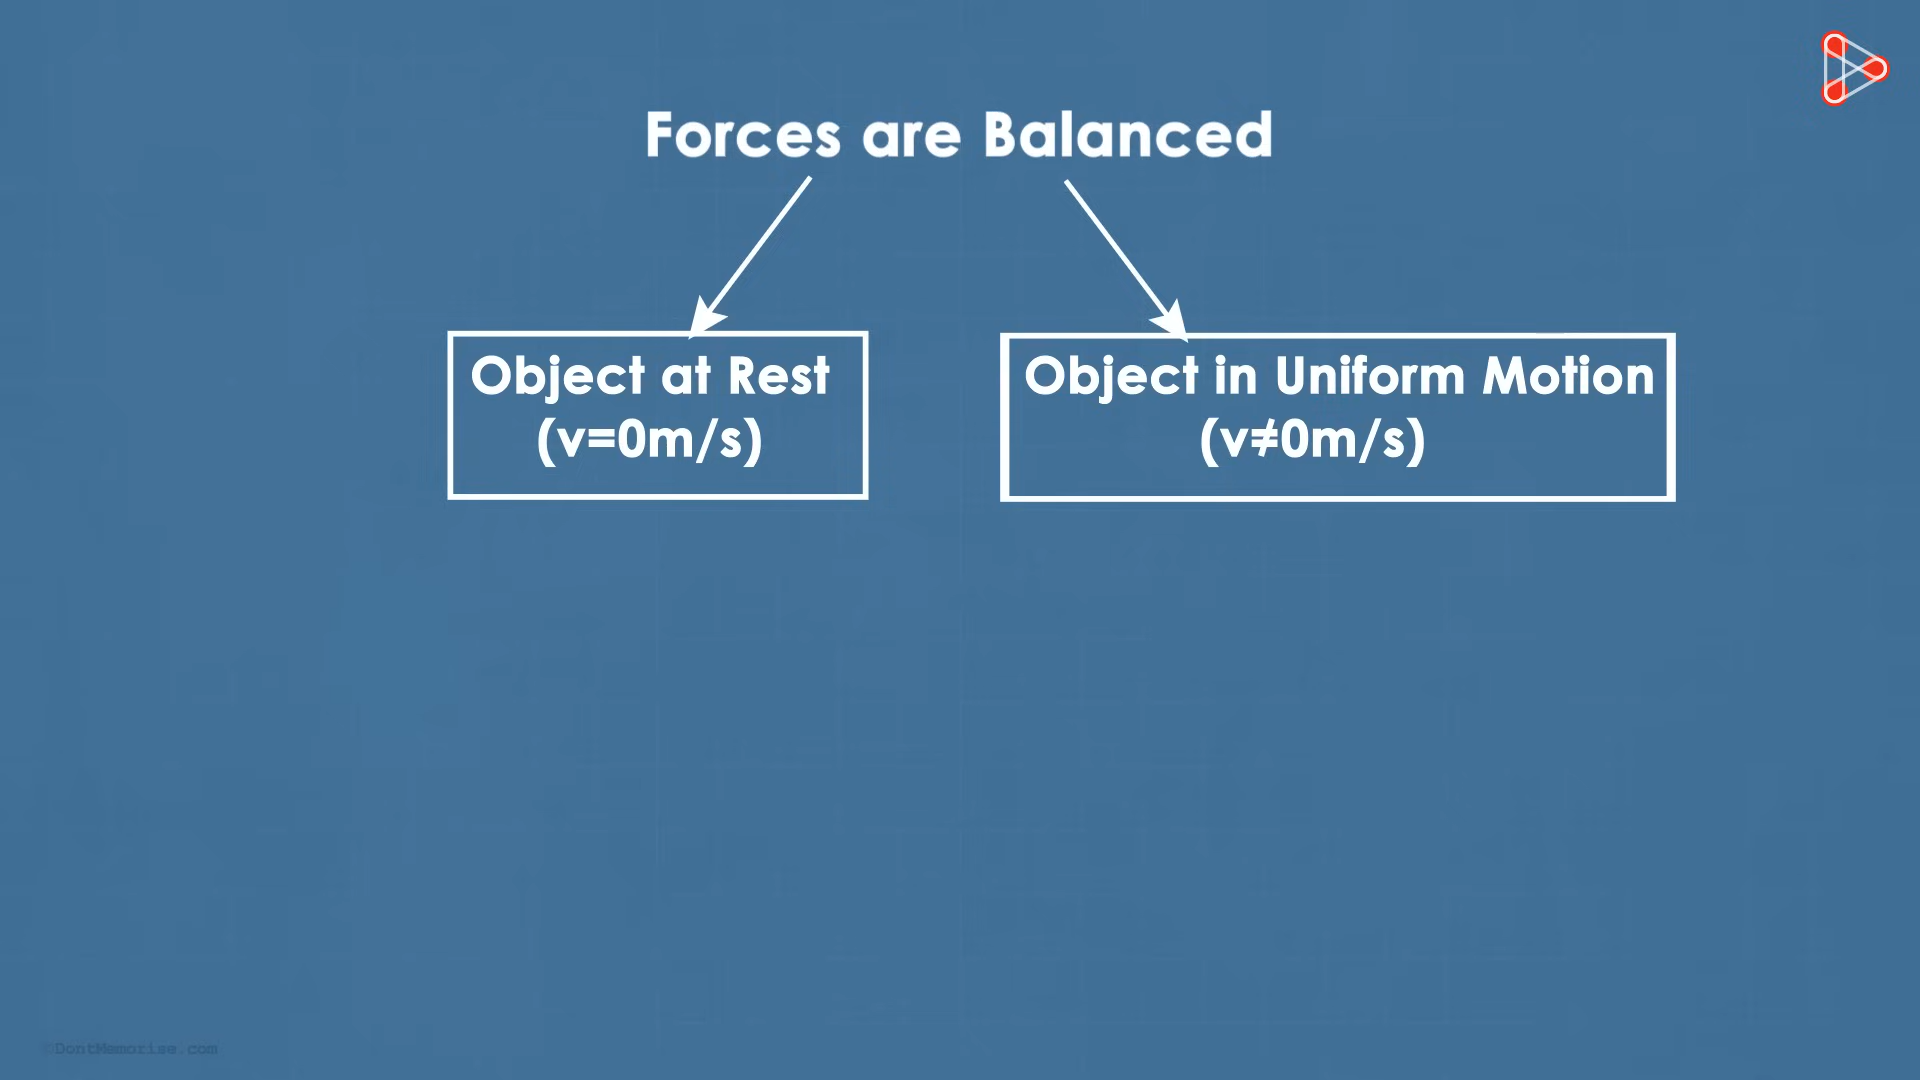 Forces are Balanced
Object at Rest
(v=0m/s)
Object in Uniform Motion
(v≠0m/s)
©DontMemorise.com